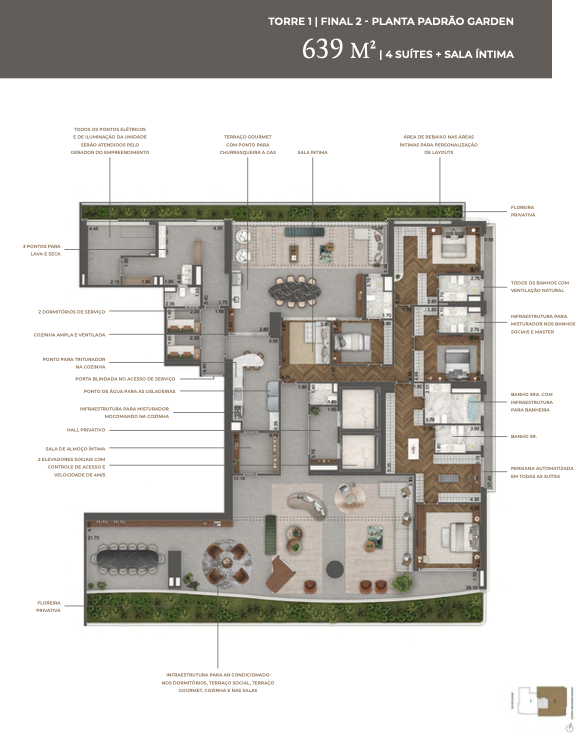 TORRE 1 | FINAL 2 - PLANTA PADRÃO GARDEN
639 M² | 4 SUÍTES + SALA ÍNTIMA
TODOS OS PONTOS ELÉTRICOS
E DE ILUMINAÇÃO DA UNIDADE
SERÃO ATENDIDOS PELO
GERADOR DO EMPREENDIMENTO
TERRAÇO GOURMET
COM PONTO PARA
CHURRASQUEIRA A GAS
SALA ÍNTIMA
ÁREA DE REBAIXO NAS ÁREAS
ÍNTIMAS PARA PERSONALIZAÇÃO
DE LAYOUTS
FLOREIRA
PRIVATIVA
3 PONTOS PARA
LAVA E SECA
TODOS OS BANHOS COM
VENTILAÇÃO NATURAL
2 DORMITÓRIOS DE SERVIÇO
INFRAESTRUTURA PARA
MISTURADOR NOS BANHOS
SOCIAIS E MASTER
COZINHA AMPLA E VENTILADA
PONTO PARA TRITURADOR
NA COZINHA
PORTA BLINDADA NO ACESSO DE SERVIÇO
PONTO DE ÁGUA PARA AS GELADEIRAS
BANHO SRA. COM
INFRAESTRUTURA
PARA BANHEIRA
INFRAESTRUTURA PARA MISTURADOR
MOCOMANDO NA COZINHA
HALL PRIVATIVO
BANHO SR.
SALA DE ALMOÇO ÍNTIMA
2 ELEVADORES SOCIAIS COM
CONTROLE DE ACESSO E
VELOCIDADE DE 4M/S
PERSIANA AUTOMATIZADA
EM TODAS AS SUÍTES
FLOREIRA
PRIVATIVA
INFRAESTRUTURA PARA AR CONDICIONADO
NOS DORMITÓRIOS, TERRAÇO SOCIAL, TERRAÇO
GOURMET, COZINHA E NAS SALAS